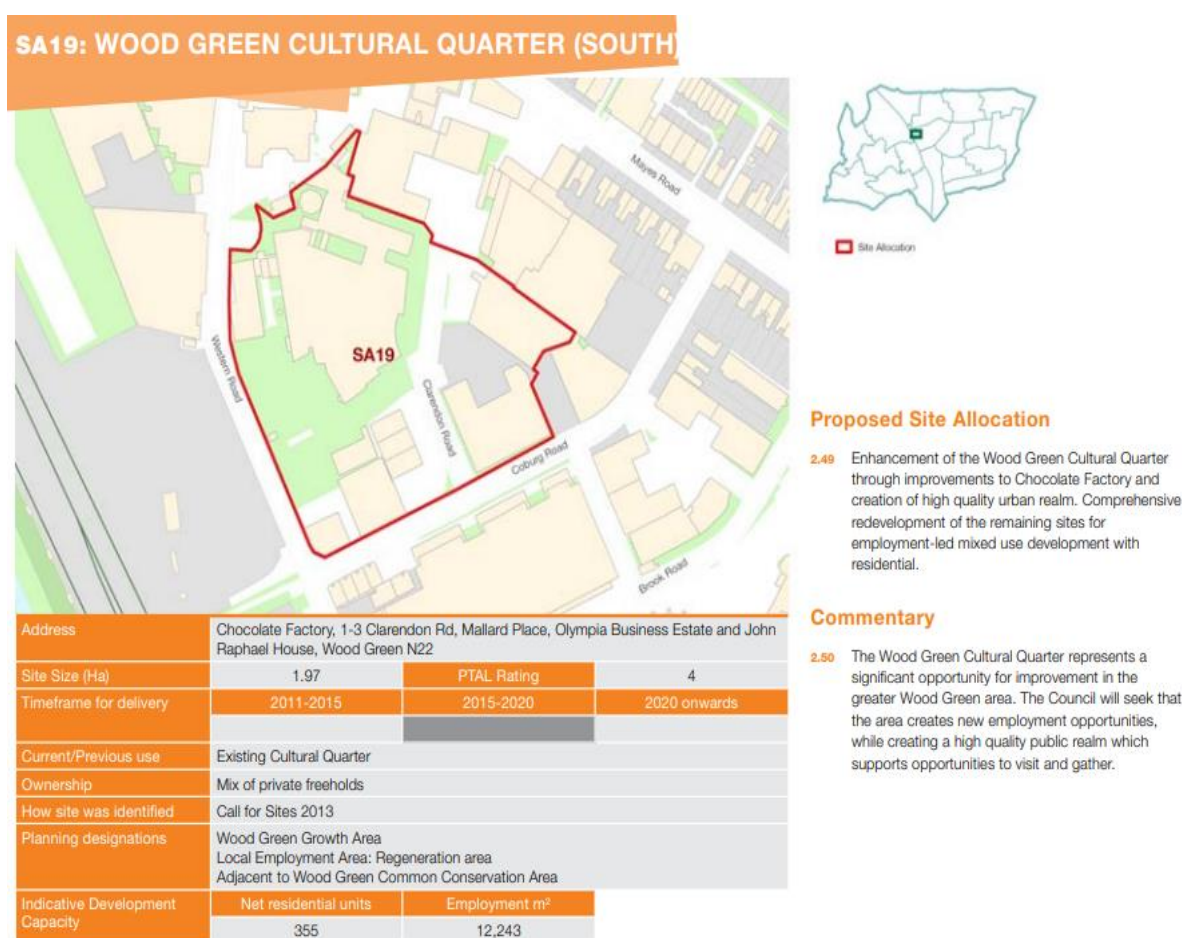 SA19: WOOD GREEN CULTURAL QUARTER (SOUTH)
Mayes Road
Western Road
SA19
Clarendon Road
Coburg Road
Brook Road
Site Allocation
Address
Chocolate Factory, 1-3 Clarendon Rd, Mallard Place, Olympia Business Estate and John
Raphael House, Wood Green N22
Site Size (Ha)
1.97
PTAL Rating
4
Timeframe for delivery
2011-2015
2015-2020
2020 onwards
Current/Previous use
Existing Cultural Quarter
Ownership
Mix of private freeholds
How site was identified
Call for Sites 2013
Planning designations
Wood Green Growth Area
Local Employment Area: Regeneration area
Adjacent to Wood Green Common Conservation Area
Indicative Development
Capacity
Net residential units
Employment m²
355
12,243
Proposed Site Allocation
2.49 Enhancement of the Wood Green Cultural Quarter
through improvements to Chocolate Factory and
creation of high quality urban realm. Comprehensive
redevelopment of the remaining sites for
employment-led mixed use development with
residential.
Commentary
2.50 The Wood Green Cultural Quarter represents a
significant opportunity for improvement in the
greater Wood Green area. The Council will seek that
the area creates new employment opportunities,
while creating a high quality public realm which
supports opportunities to visit and gather.